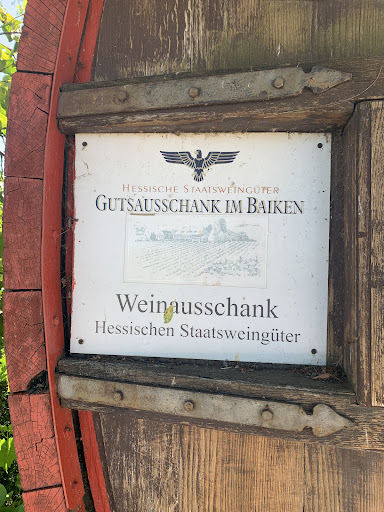 HESSISCHE STAATSWEINGÜTER
GUTSAUSSCHANK IM BAIKEN
Weinausschank
Hessischen Staatsweingüter